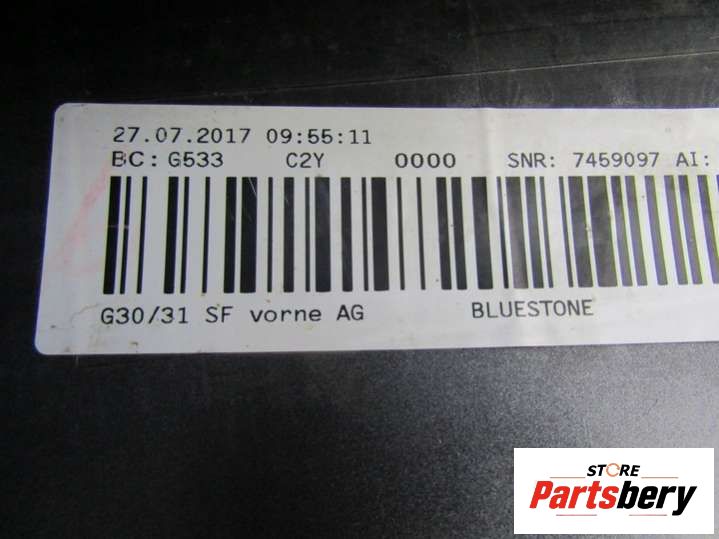 27.07.2017 09:55:11
BC: G533 C2Y 0000 SNR: 7459097 AI:
G30/31 SF vorne AG BLUESTONE
STORE
Partsbery